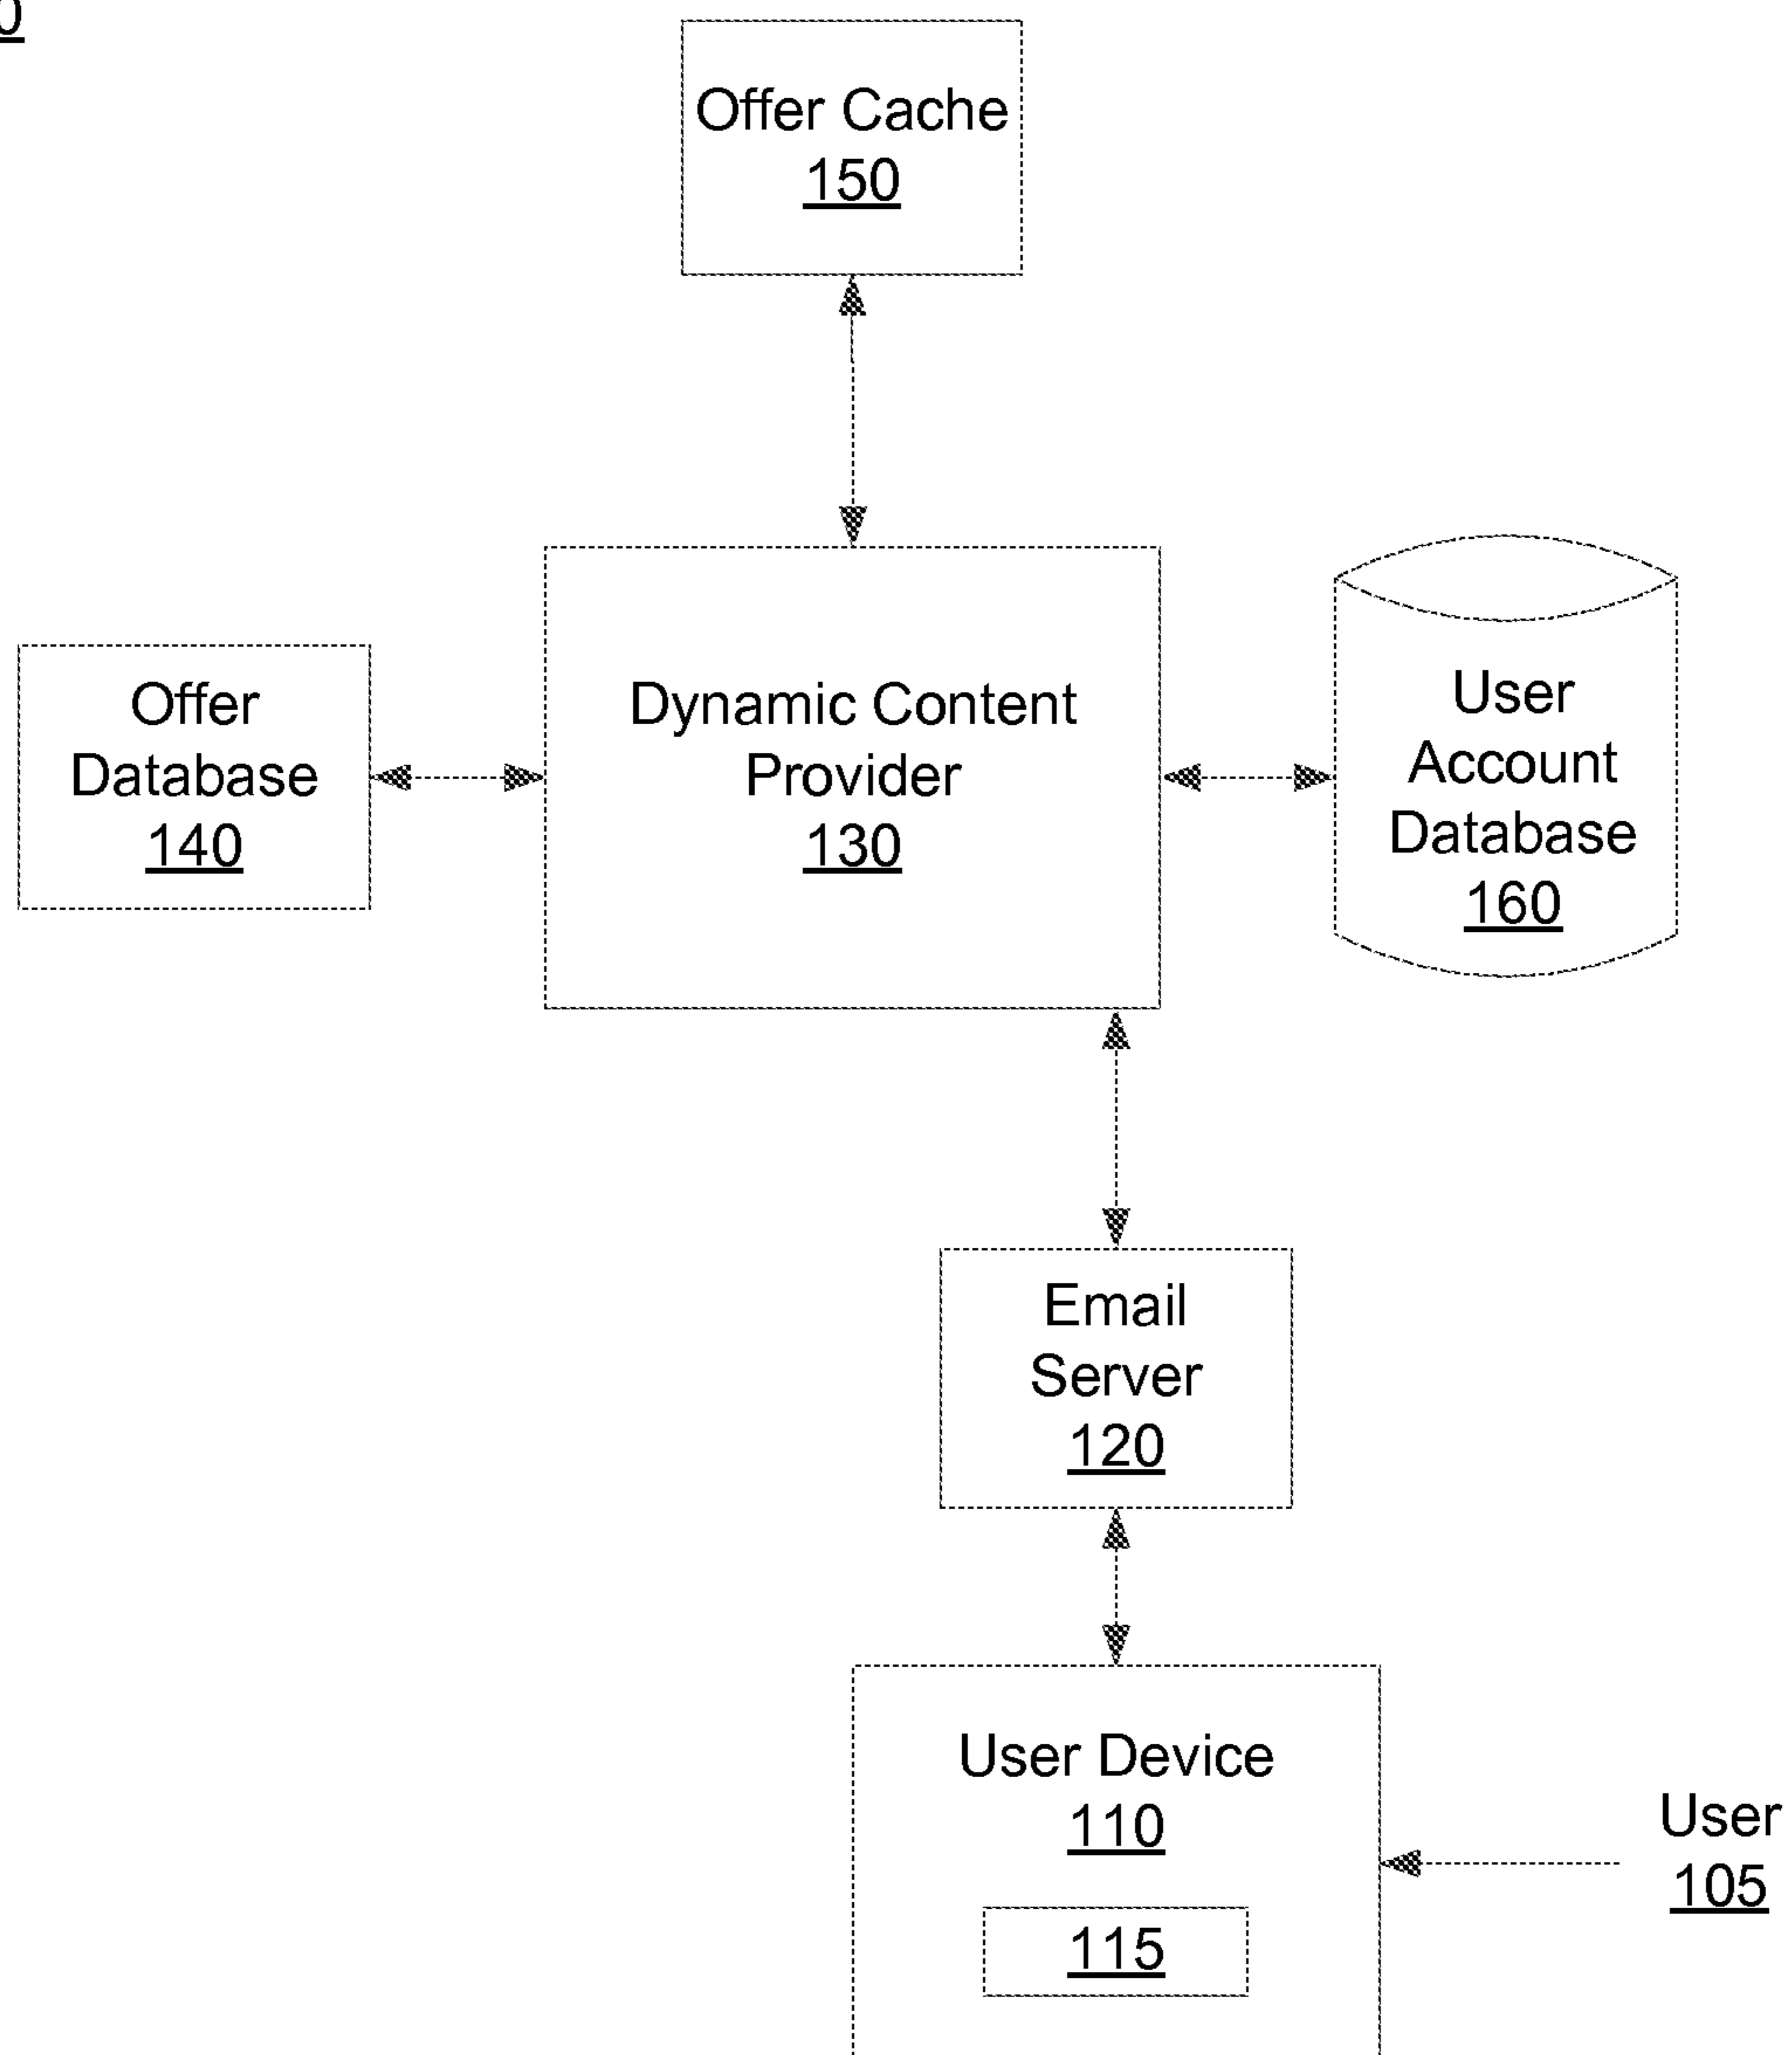 0
Offer Cache
150
Dynamic Content
Provider
130
Offer
Database
140
User
Account
Database
160
Email
Server
120
User Device
110
115
User
105